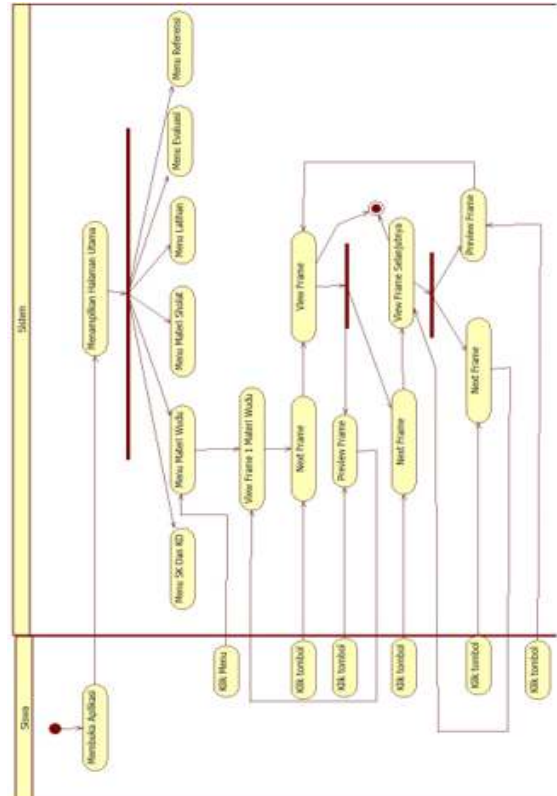 Siswa
Sistem
Membuka Aplikasi
Menampilkan Halaman Utama
Menu SK Dan KD
Menu Materi Wudu
Menu Materi Sholat
Menu Latihan
Menu Evaluasi
Menu Referensi
Klik Menu
View Frame 1 Materi Wudu
Klik tombol
Next Frame
View Frame
Klik tombol
Preview Frame
Klik tombol
Next Frame
View Frame Selanjutnya
Klik tombol
Next Frame
Preview Frame
Klik tombol